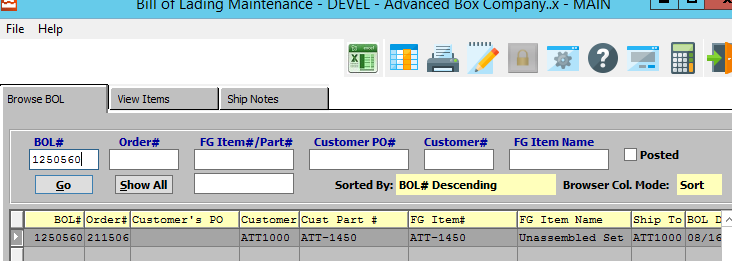 Bill of Lading Maintenance - DEVEL - Advanced Box Company..x - MAIN
File Help
Browse BOL View Items Ship Notes
BOL# Order# FG Item#/Part# Customer PO# Customer# FG Item Name
1250560 Posted
Go Show All Sorted By: BOL# Descending Browser Col. Mode: Sort
BOL# Order# Customer's PO Customer Cust Part # FG Item# FG Item Name Ship To BOL D
1250560 211506 ATT1000 ATT-1450 ATT-1450 Unassembled Set ATT1000 08/16